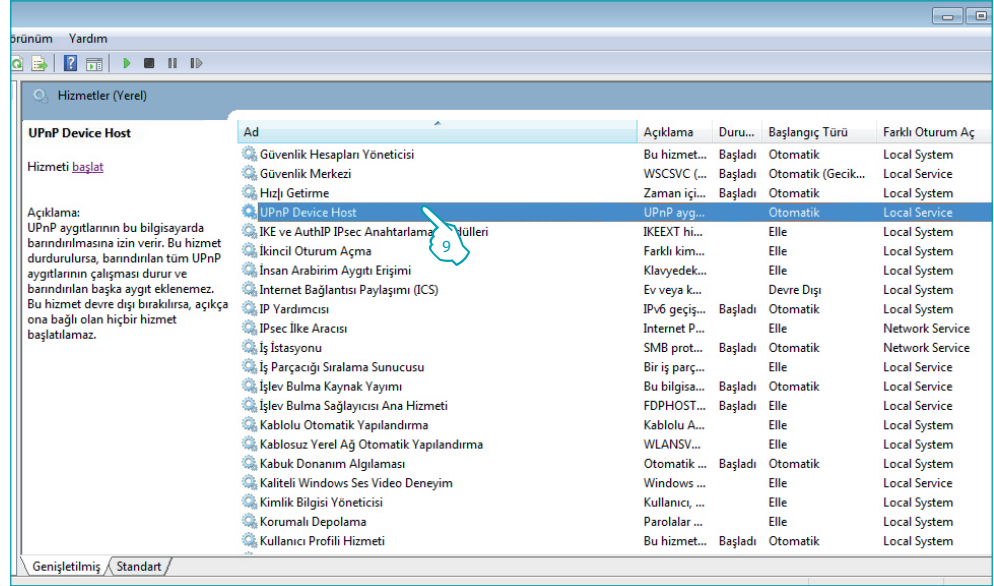 örünüm Yardım
Hizmetler (Yerel)
UPnP Device Host
Hizmeti başlat
Açıklama:
UPnP aygıtlarının bu bilgisayarda
barındırılmasına izin verir. Bu hizmet
durdurulursa, barındırılan tüm UPnP
aygıtlarının çalışması durur ve
barındırılan başka aygıt eklenemez.
Bu hizmet devre dışı bırakılırsa, açıkça
ona bağlı olan hiçbir hizmet
başlatılamaz.
Ad Açıklama Duru... Başlangıç Türü Farklı Oturum Aç
Güvenlik Hesapları Yöneticisi Bu hizmet... Başladı Otomatik Local System
Güvenlik Merkezi WSCSVC (... Başladı Otomatik (Gecik... Local Service
Hızlı Getirme Zaman içi... Başladı Otomatik Local System
UPnP Device Host UPnP ayg... Otomatik Local Service
IKE ve AuthIP IPsec Anahtarlama dülleri IKEEXT hi... Elle Local System
9
İkincil Oturum Açma Farklı kim... Elle Local System
İnsan Arabirim Aygıtı Erişimi Klavyedek... Elle Local System
Internet Bağlantısı Paylaşımı (ICS) Ev veya k... Devre Dışı Local System
IP Yardımcısı IPv6 geçiş... Başladı Otomatik Local System
IPsec İlke Aracısı Internet P... Elle Network Service
İş İstasyonu SMB prot... Başladı Otomatik Network Service
İş Parçacığı Sıralama Sunucusu Bir iş parç... Elle Local Service
İşlev Bulma Kaynak Yayımı Bu bilgisa... Başladı Otomatik Local Service
İşlev Bulma Sağlayıcısı Ana Hizmeti FDPHOST... Başladı Elle Local Service
Kablolu Otomatik Yapılandırma Kablolu A... Elle Local System
Kablosuz Yerel Ağ Otomatik Yapılandırma WLANSV... Elle Local System
Kabuk Donanım Algılaması Otomatik ... Başladı Otomatik Local System
Kaliteli Windows Ses Video Deneyim Windows ... Elle Local Service
Kimlik Bilgisi Yöneticisi Kullanıcı, ... Elle Local System
Korumalı Depolama Parolalar ... Elle Local System
Kullanıcı Profili Hizmeti Bu hizmet... Başladı Otomatik Local System
Genişletilmiş Standart